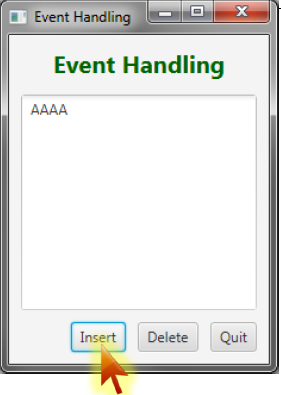 Event Handling
Event Handling
AAAA
Insert Delete Quit